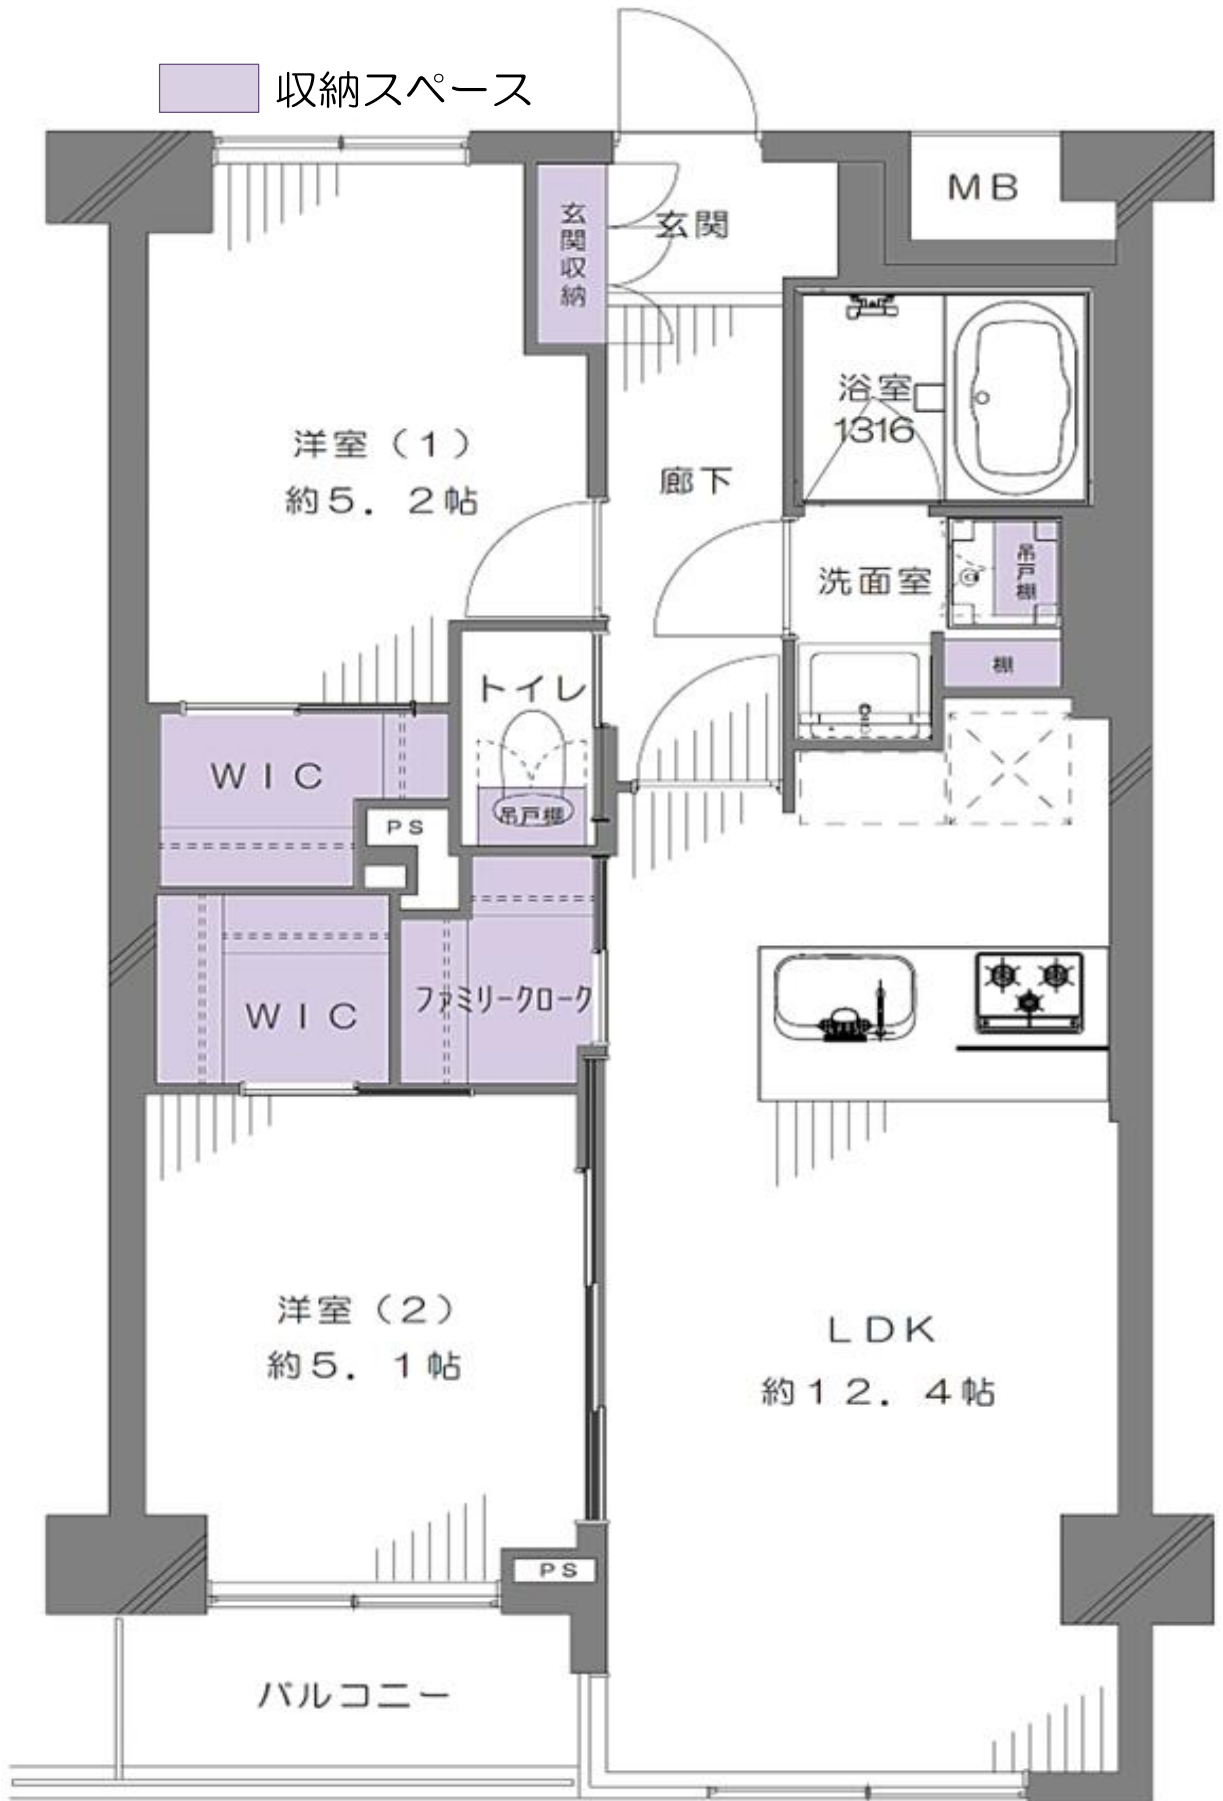 収納スペース
MB
玄関収納
玄関
浴室
1316
洋室（1）
約5．2帖
廊下
洗面室
吊戸棚
棚
トイレ
吊戸棚
WIC
PS
WIC
ファミリークローク
洋室（2）
約5．1帖
LDK
約12．4帖
PS
バルコニー